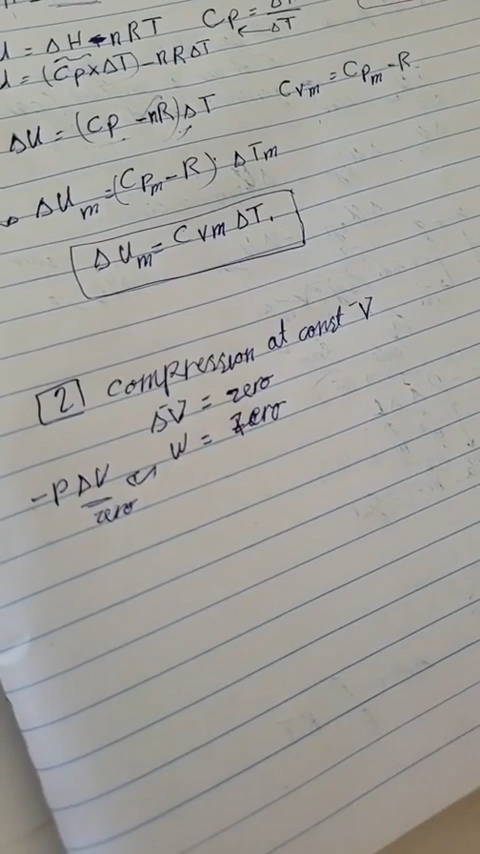 U = ΔH - nRT Cp = ΔT
U = (Cp x ΔT) - nRΔT
ΔU = (Cp - nR) ΔT Cvm = Cpm - R
ΔUm = (Cpm - R) · ΔTm
ΔUm = Cvm ΔT.
[2] compression at const V
ΔV = zero
W = zero
-PΔV
zero